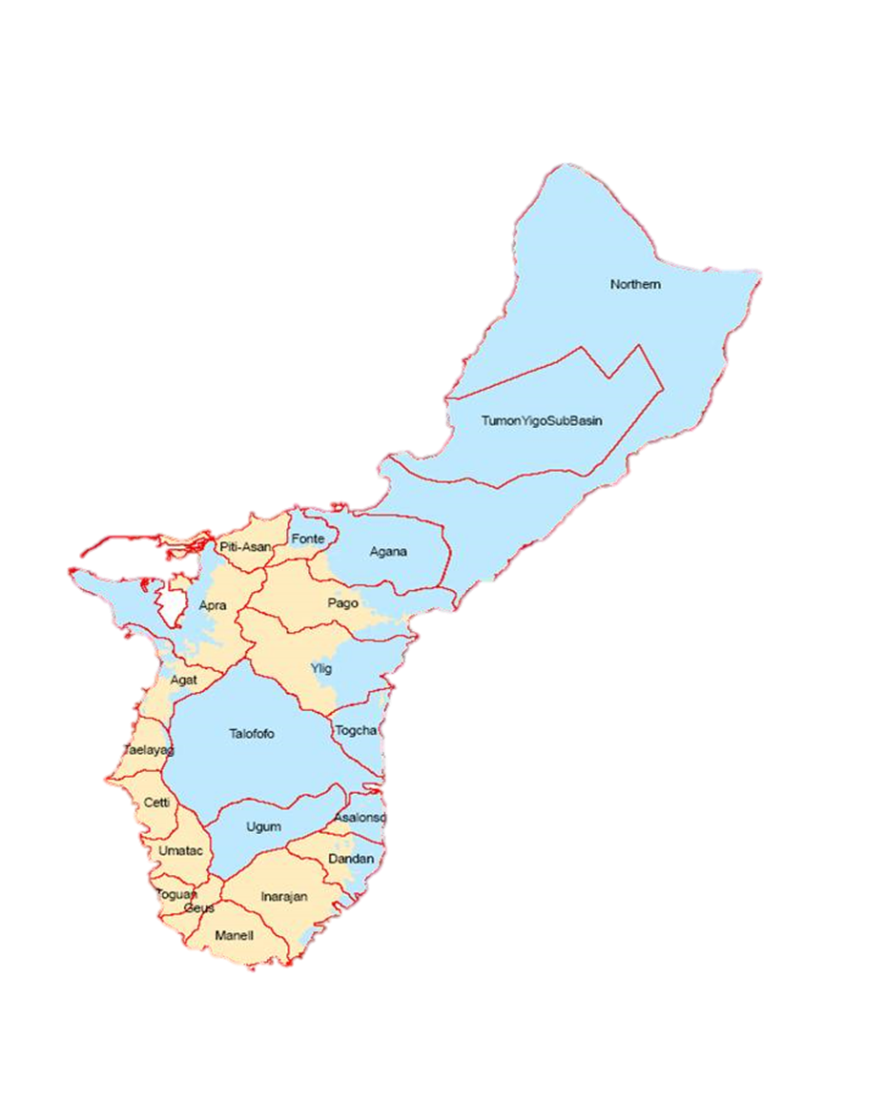 Northern
TumonYigoSubBasin
Fonte
Piti-Asan
Agana
Apra
Pago
Ylig
Agat
Talofofo
Togcha
Taelayag
Cetti
Asalonso
Ugum
Umatac
Dandan
Toguan
Inarajan
Geus
Manell